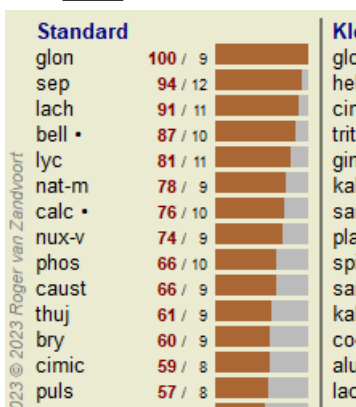 Standard
glon 100 / 9
sep 94 / 12
lach 91 / 11
bell • 87 / 10
lyc 81 / 11
nat-m 78 / 9
calc • 76 / 10
nux-v 74 / 9
phos 66 / 10
caust 66 / 9
thuj 61 / 9
bry 60 / 9
cimic 59 / 8
puls 57 / 8
023 © 2023 Roger van Zandvoort